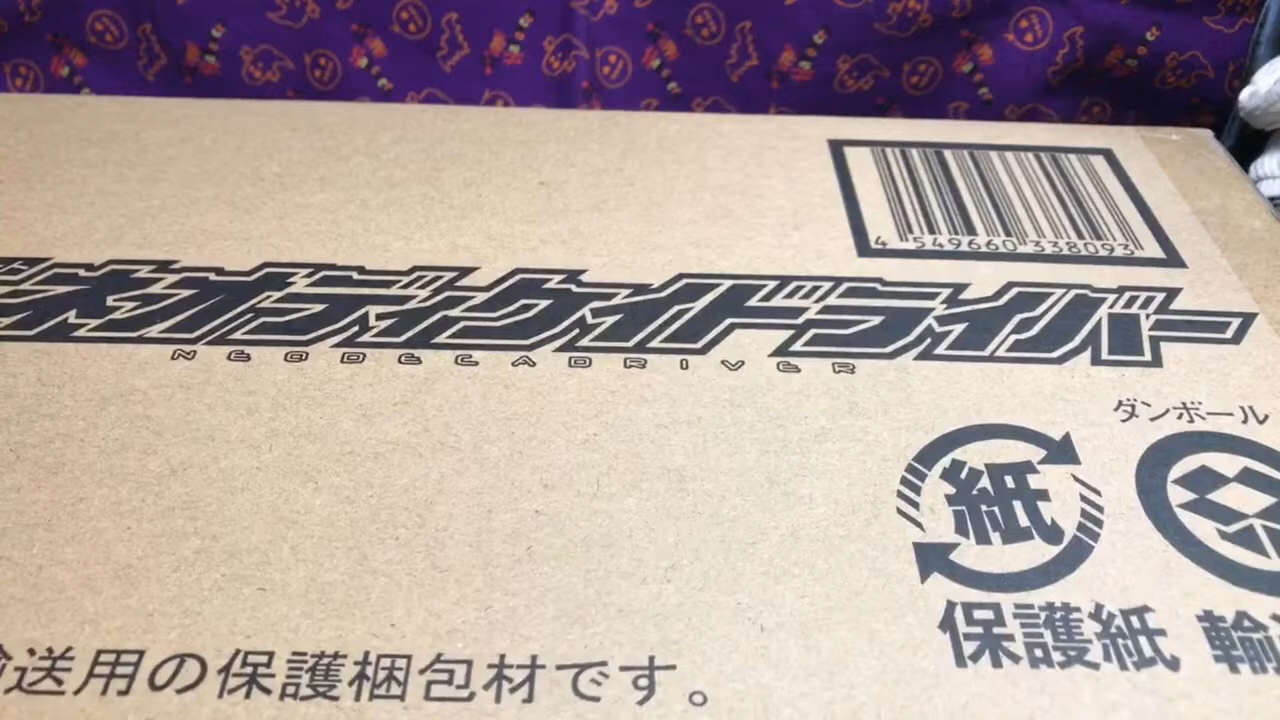 4 549660 338093
ネオディケイドライバー
NEODECADRIVER
ダンボール
紙
保護紙
送用の保護梱包材です。